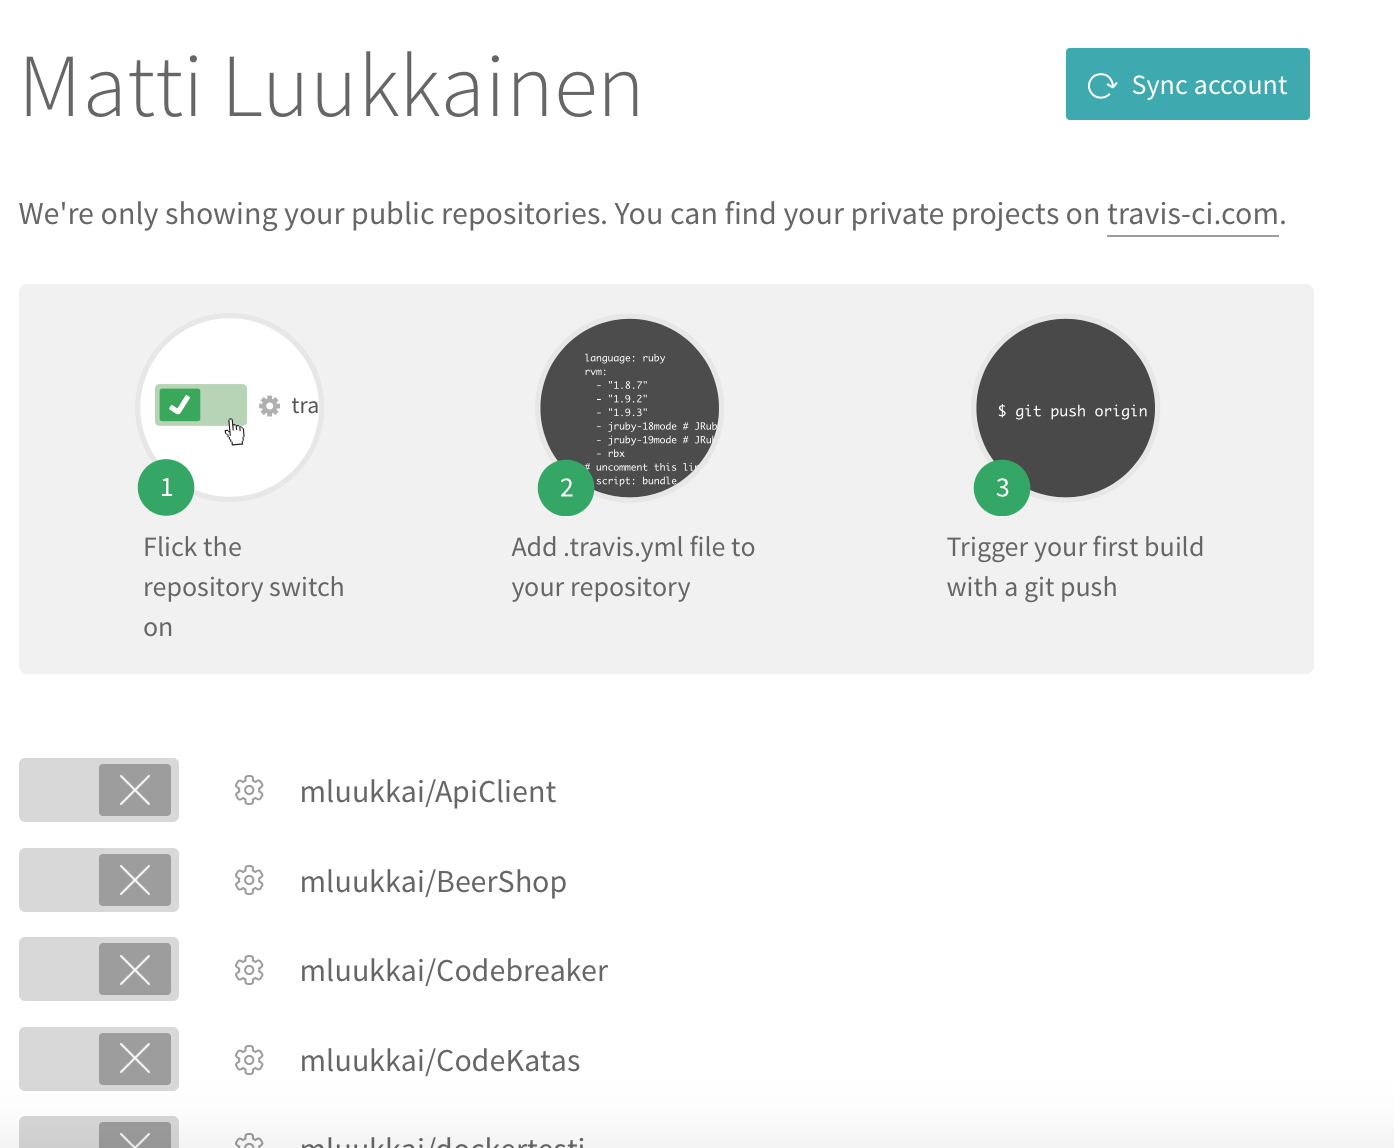 Matti Luukkainen
Sync account
We're only showing your public repositories. You can find your private projects on travis-ci.com.
tra
1
Flick the
repository switch
on
language: ruby
rvm:
- "1.8.7"
- "1.9.2"
- "1.9.3"
- jruby-18mode # JRub
- jruby-19mode # JRu
- rbx
# uncomment this
script: bundle
2
Add .travis.yml file to
your repository
$ git push origin
3
Trigger your first build
with a git push
mluukkai/ApiClient
mluukkai/BeerShop
mluukkai/Codebreaker
mluukkai/CodeKatas
mluukkai/dockertesti